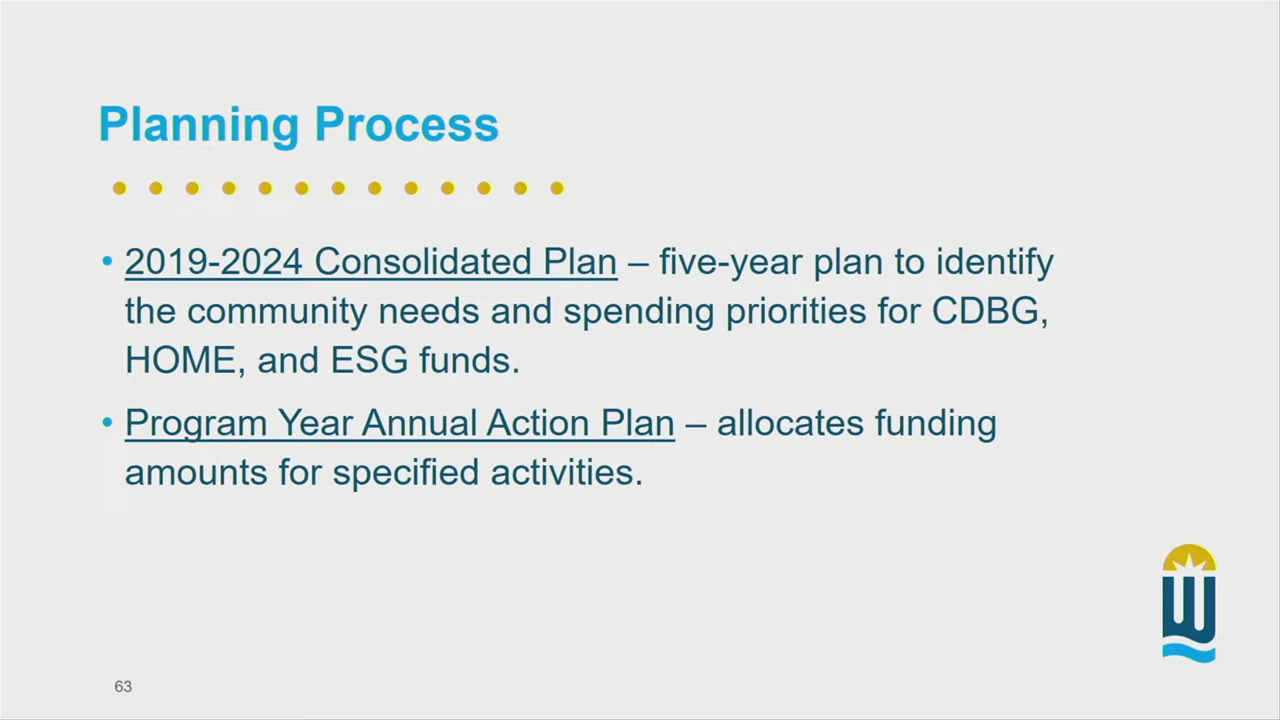 Planning Process
• 2019-2024 Consolidated Plan – five-year plan to identify
the community needs and spending priorities for CDBG,
HOME, and ESG funds.
• Program Year Annual Action Plan – allocates funding
amounts for specified activities.
63